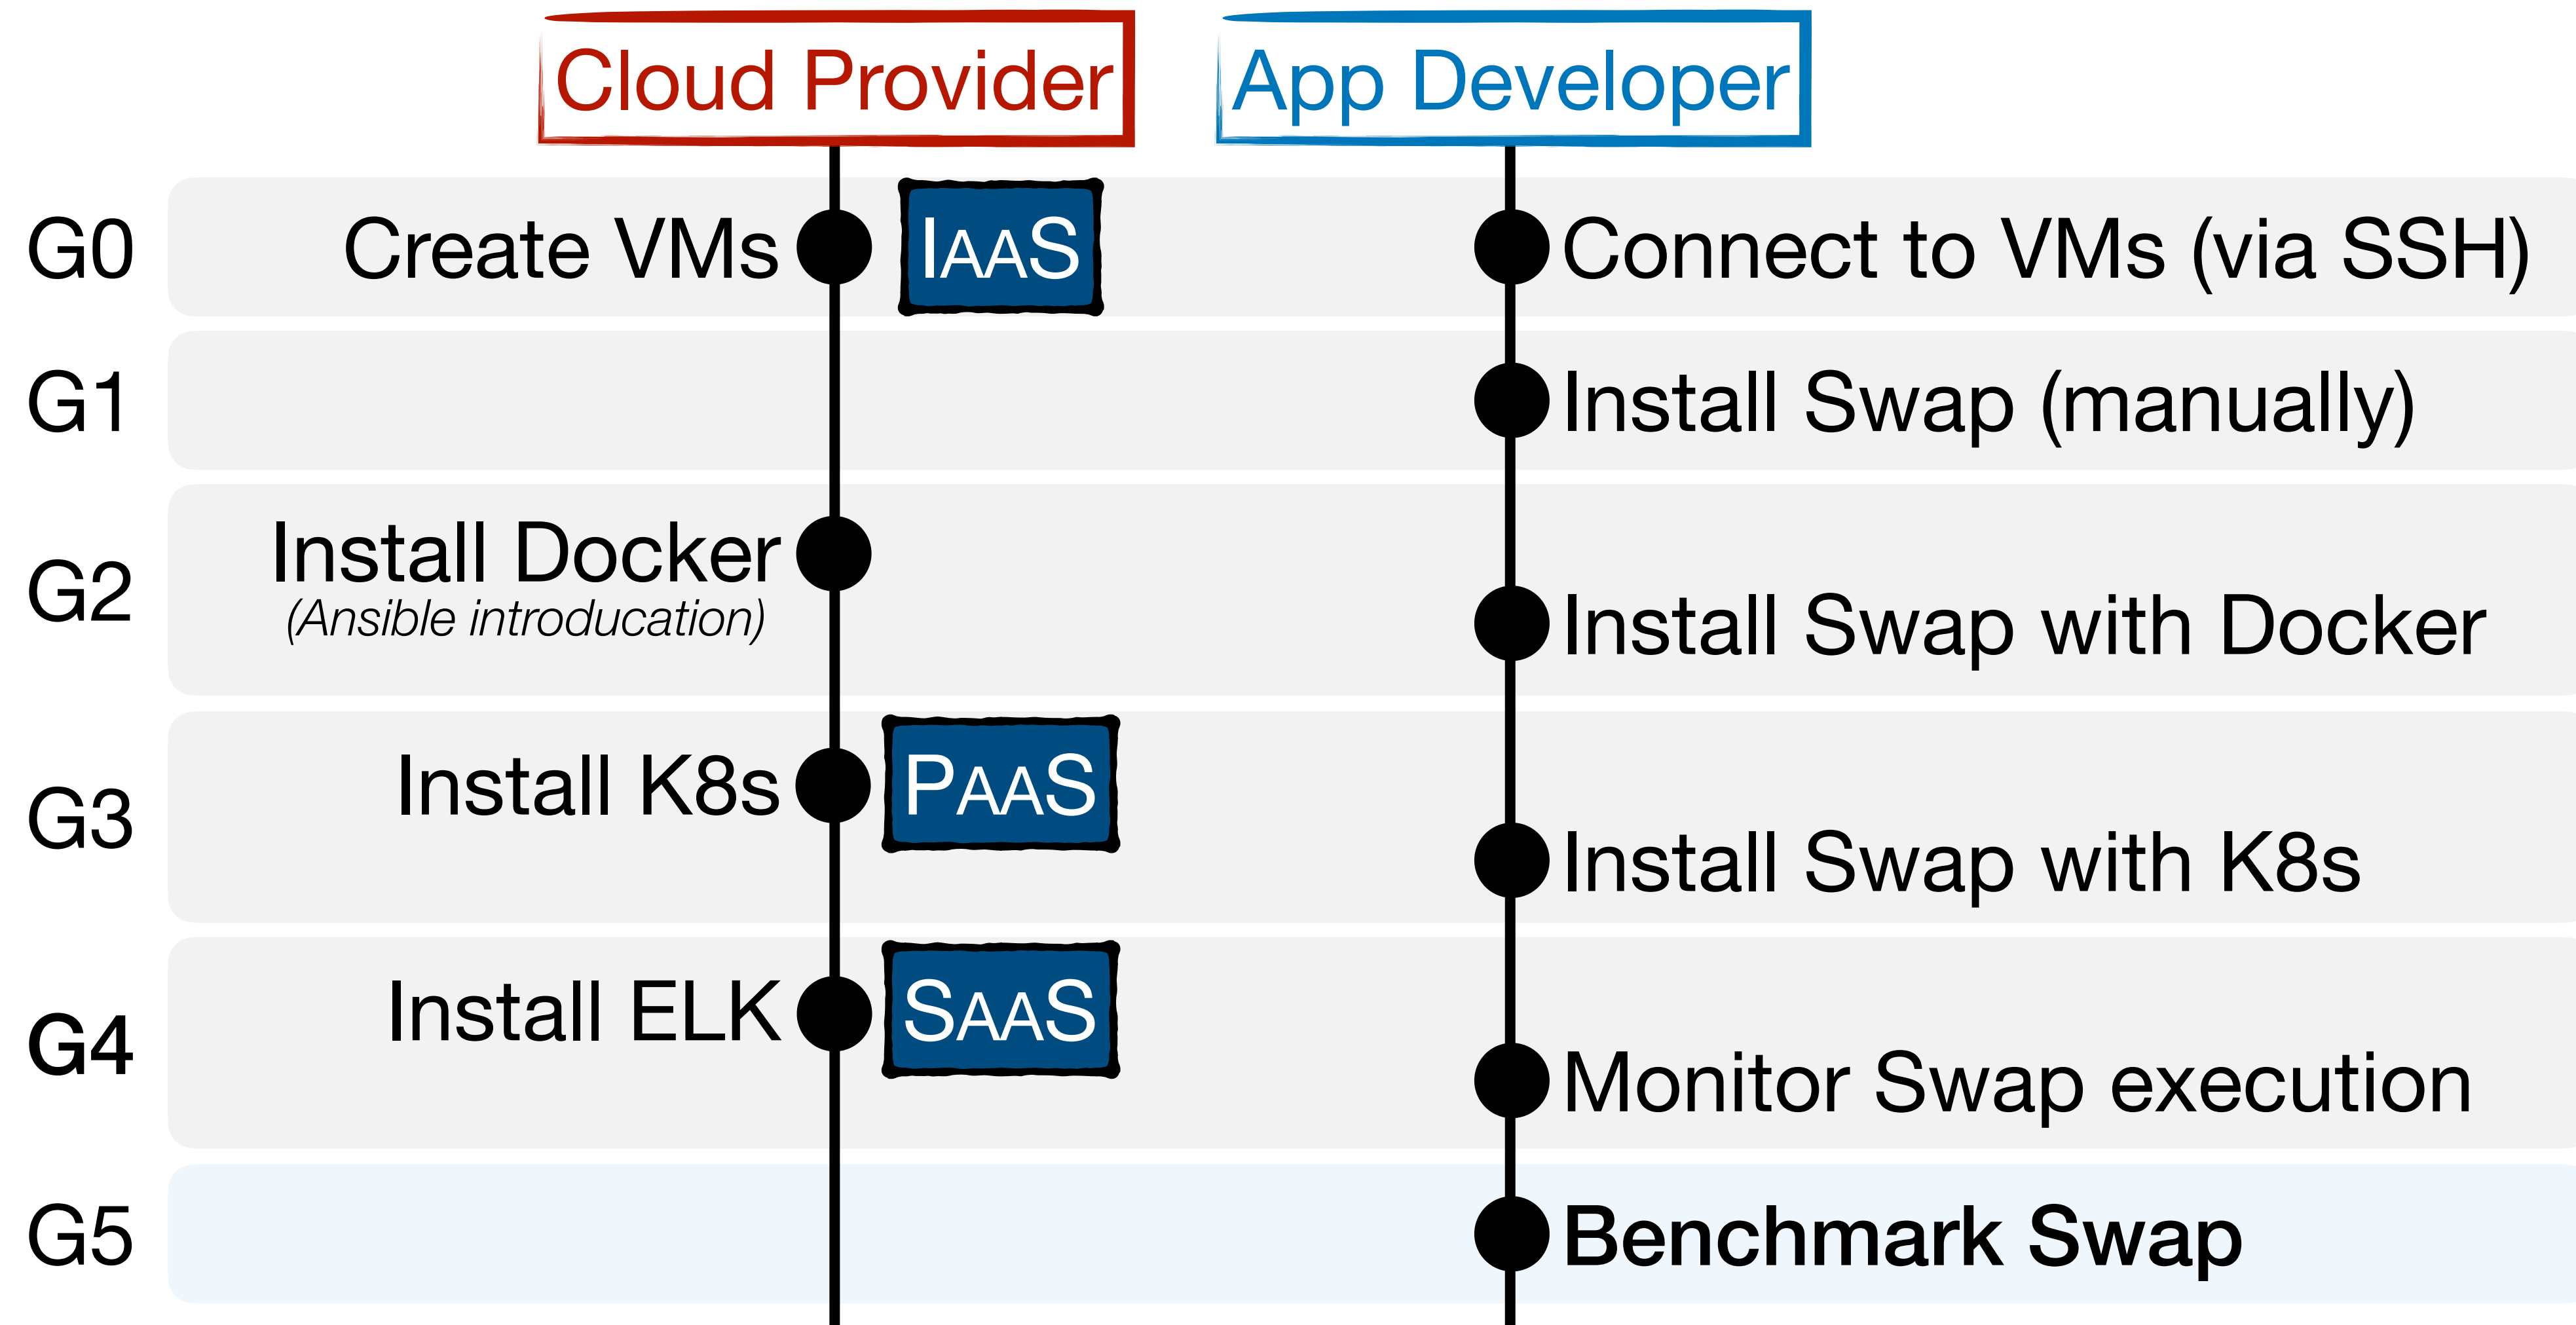 Cloud Provider App Developer
G0 Create VMs IAAS Connect to VMs (via SSH)
G1 Install Swap (manually)
Install Docker
(Ansible introducation)
G2 Install Swap with Docker
Install K8s PAAS
G3 Install Swap with K8s
Install ELK SAAS
G4 Monitor Swap execution
G5 Benchmark Swap